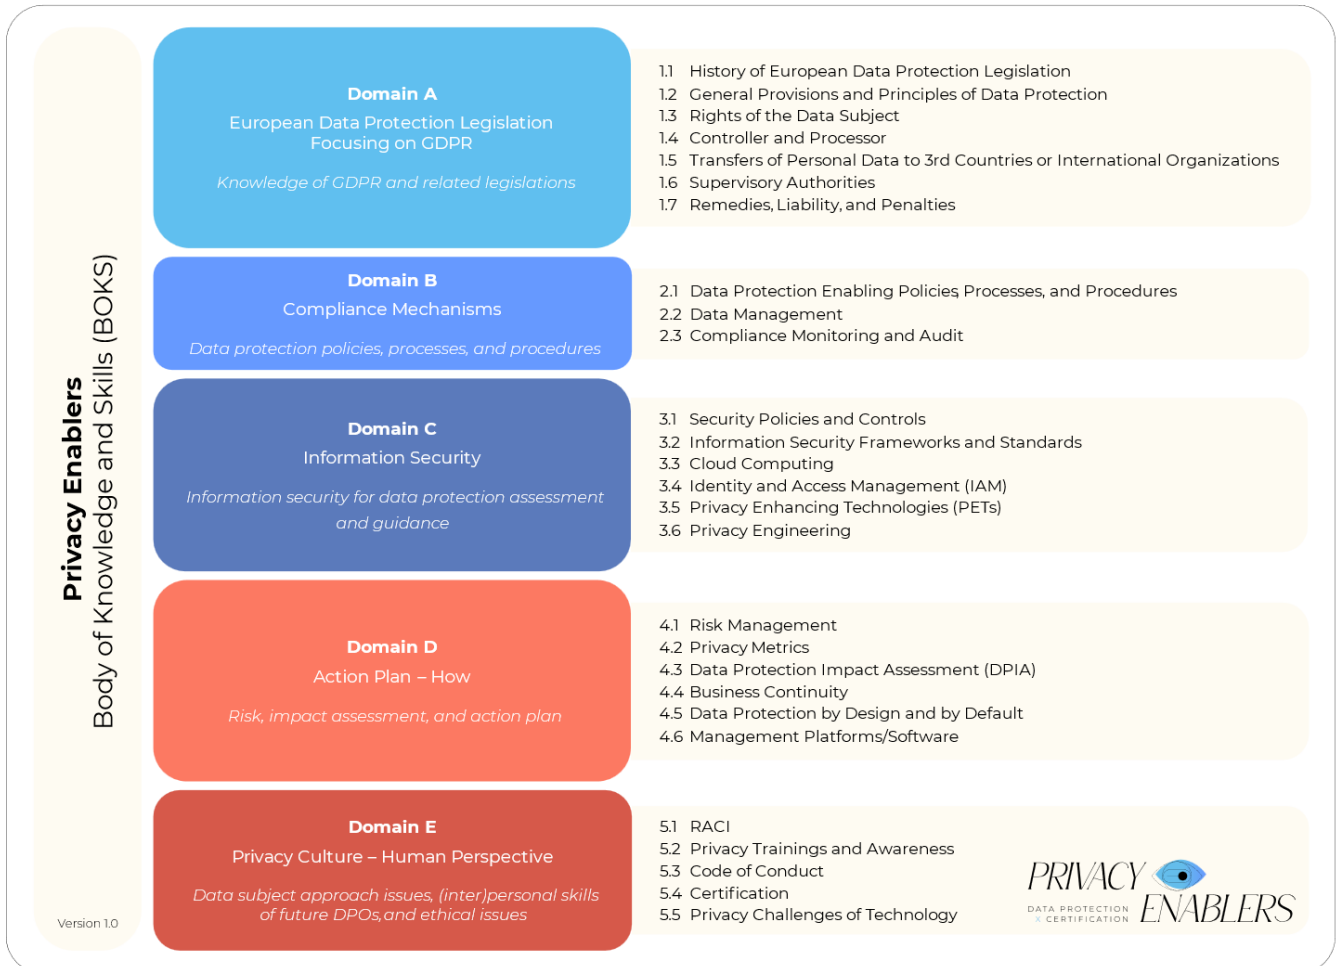 Privacy Enablers
Body of Knowledge and Skills (BOKS)
Version 1.0
Domain A
European Data Protection Legislation
Focusing on GDPR
Knowledge of GDPR and related legislations
1.1 History of European Data Protection Legislation
1.2 General Provisions and Principles of Data Protection
1.3 Rights of the Data Subject
1.4 Controller and Processor
1.5 Transfers of Personal Data to 3rd Countries or International Organizations
1.6 Supervisory Authorities
1.7 Remedies, Liability, and Penalties
Domain B
Compliance Mechanisms
Data protection policies, processes, and procedures
2.1 Data Protection Enabling Policies, Processes, and Procedures
2.2 Data Management
2.3 Compliance Monitoring and Audit
Domain C
Information Security
Information security for data protection assessment
and guidance
3.1 Security Policies and Controls
3.2 Information Security Frameworks and Standards
3.3 Cloud Computing
3.4 Identity and Access Management (IAM)
3.5 Privacy Enhancing Technologies (PETs)
3.6 Privacy Engineering
Domain D
Action Plan – How
Risk, impact assessment, and action plan
4.1 Risk Management
4.2 Privacy Metrics
4.3 Data Protection Impact Assessment (DPIA)
4.4 Business Continuity
4.5 Data Protection by Design and by Default
4.6 Management Platforms/Software
Domain E
Privacy Culture – Human Perspective
Data subject approach issues, (inter)personal skills
of future DPOs, and ethical issues
5.1 RACI
5.2 Privacy Trainings and Awareness
5.3 Code of Conduct
5.4 Certification
5.5 Privacy Challenges of Technology
PRIVACY
ENABLERS
DATA PROTECTION
X CERTIFICATION